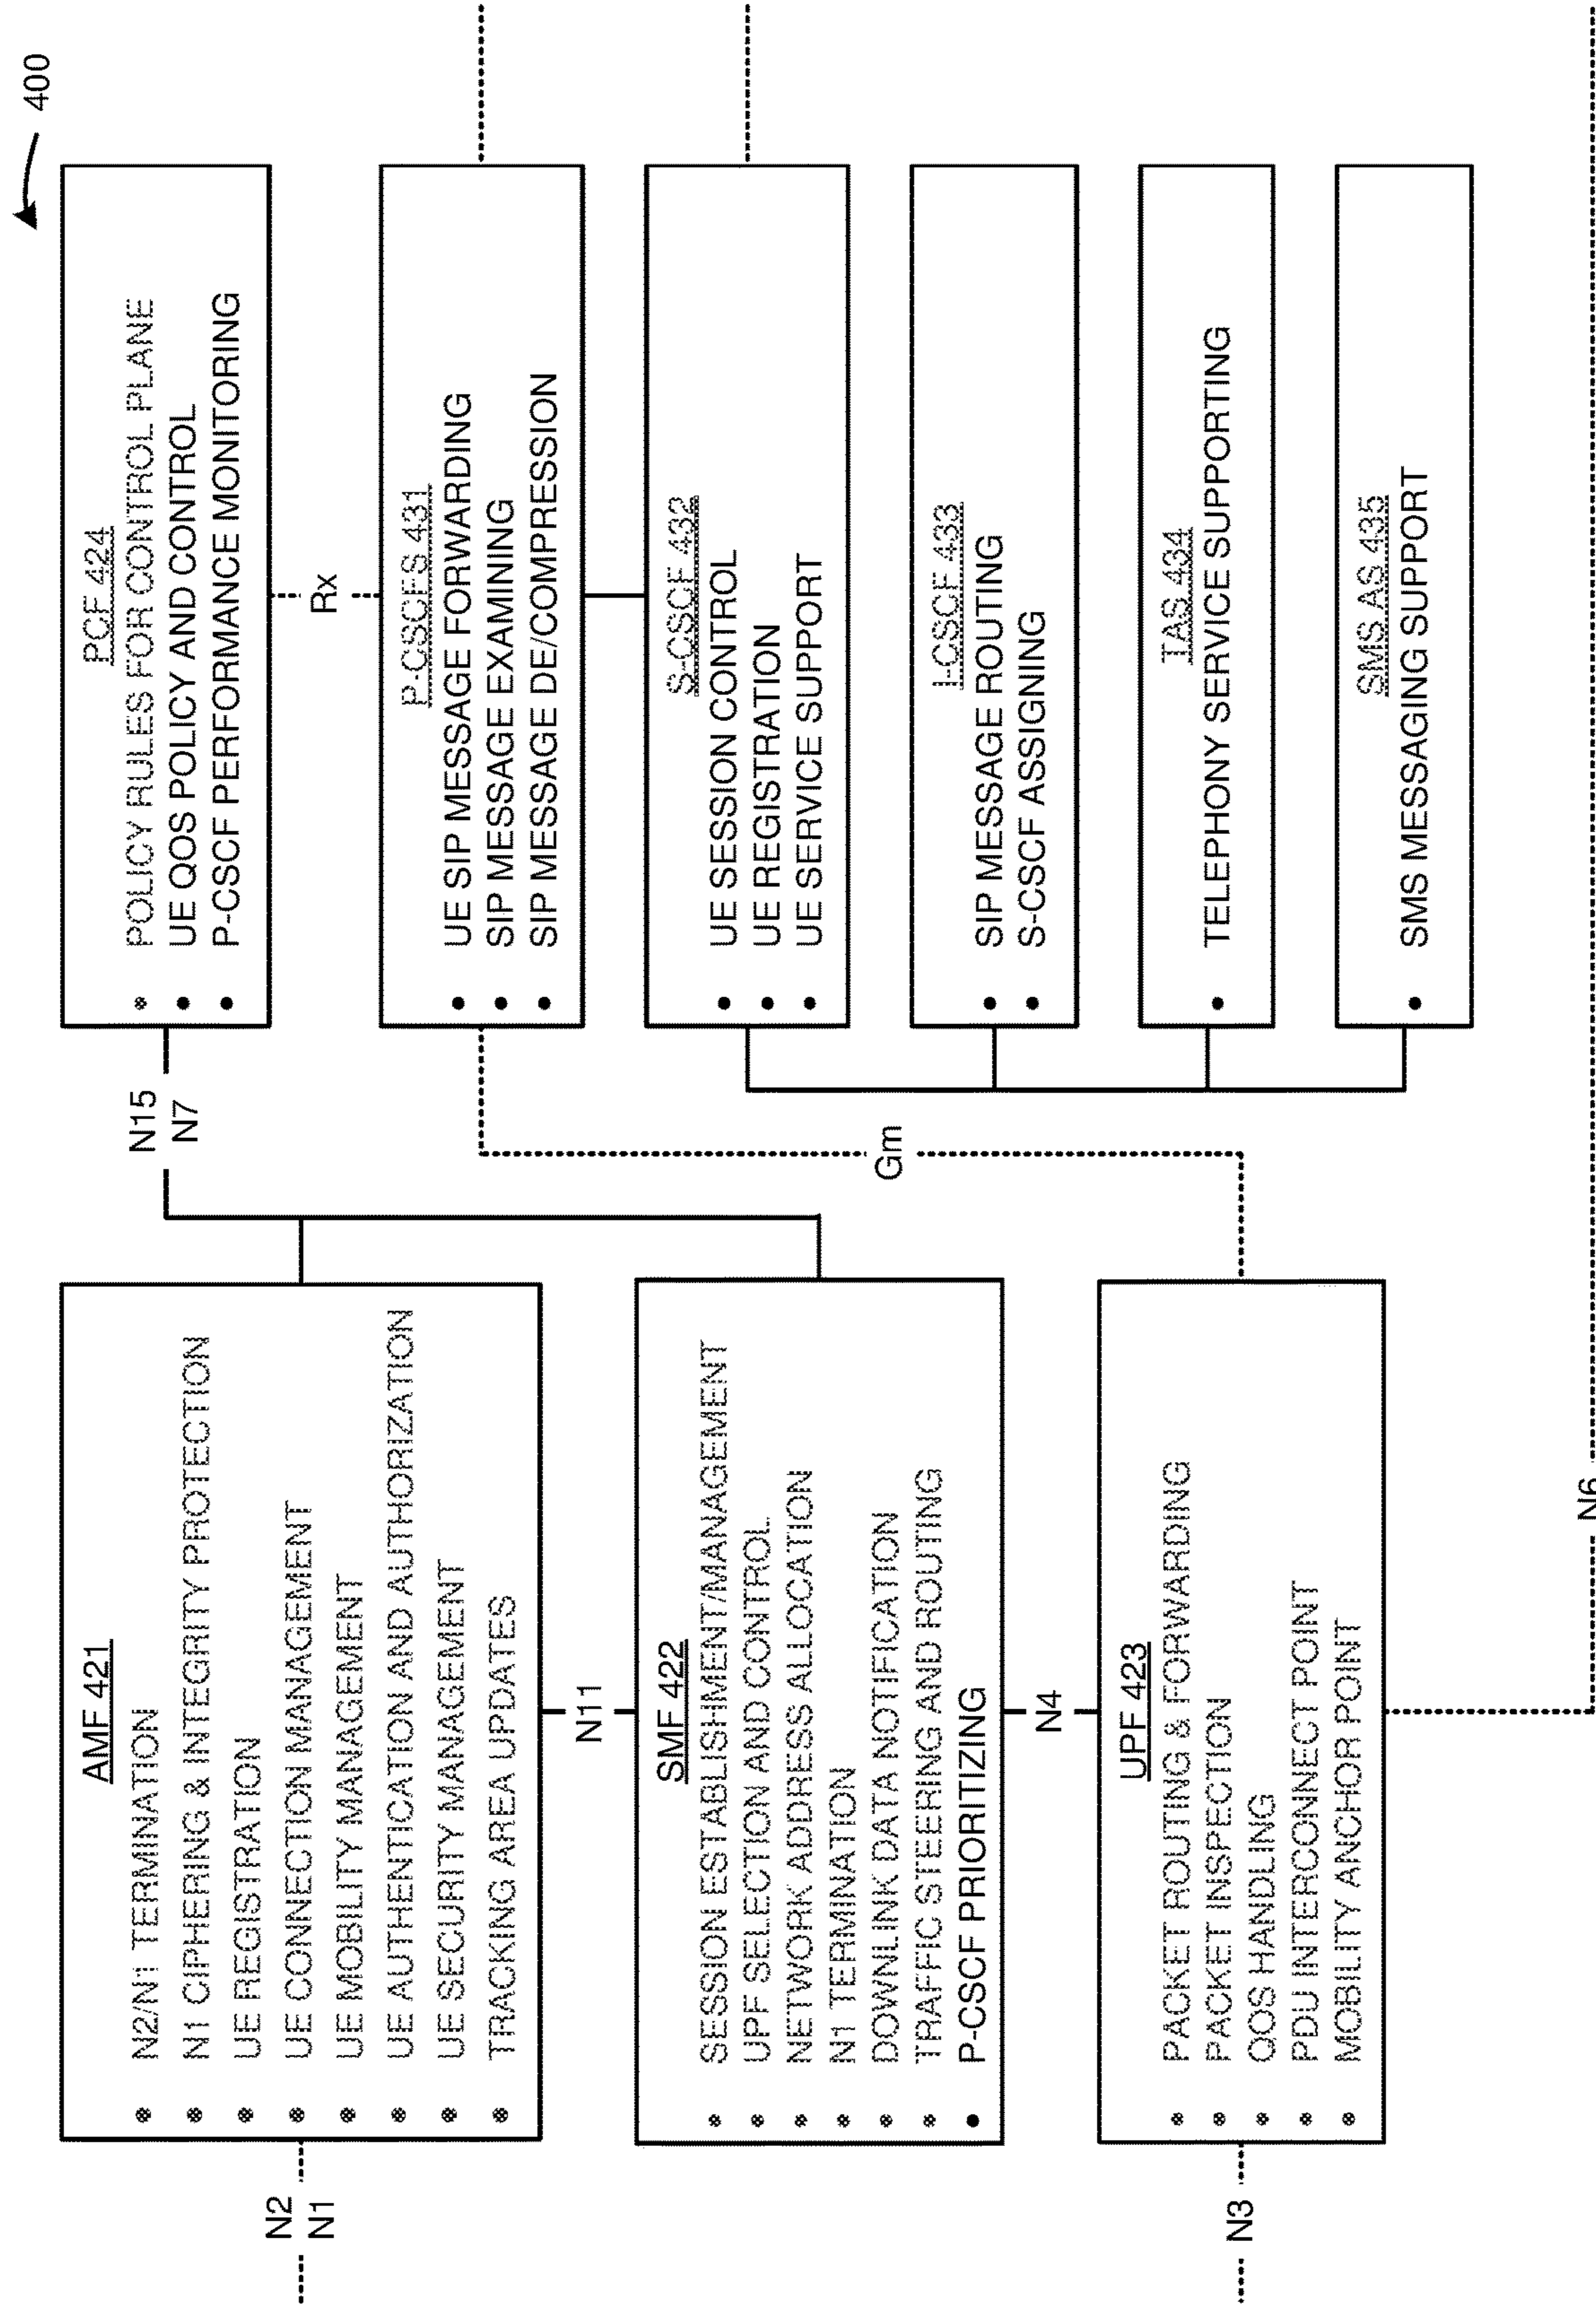 400
AMF 421
N2/N1 TERMINATION
N1 CIPHERING & INTEGRITY PROTECTION
UE REGISTRATION
UE CONNECTION MANAGEMENT
UE MOBILITY MANAGEMENT
UE AUTHENTICATION AND AUTHORIZATION
UE SECURITY MANAGEMENT
TRACKING AREA UPDATES
N2
N1
N11
SMF 422
SESSION ESTABLISHMENT/MANAGEMENT
UPF SELECTION AND CONTROL
NETWORK ADDRESS ALLOCATION
N1 TERMINATION
DOWNLINK DATA NOTIFICATION
TRAFFIC STEERING AND ROUTING
P-CSCF PRIORITIZING
N4
UPF 423
PACKET ROUTING & FORWARDING
PACKET INSPECTION
QOS HANDLING
PDU INTERCONNECT POINT
MOBILITY ANCHOR POINT
N3
N6
N15
N7
Gm
PCF 424
POLICY RULES FOR CONTROL PLANE
UE QOS POLICY AND CONTROL
P-CSCF PERFORMANCE MONITORING
Rx
P-CSCFS 431
UE SIP MESSAGE FORWARDING
SIP MESSAGE EXAMINING
SIP MESSAGE DE/COMPRESSION
S-CSCF 432
UE SESSION CONTROL
UE REGISTRATION
UE SERVICE SUPPORT
I-CSCF 433
SIP MESSAGE ROUTING
S-CSCF ASSIGNING
TAS 434
TELEPHONY SERVICE SUPPORTING
SMS AS 435
SMS MESSAGING SUPPORT